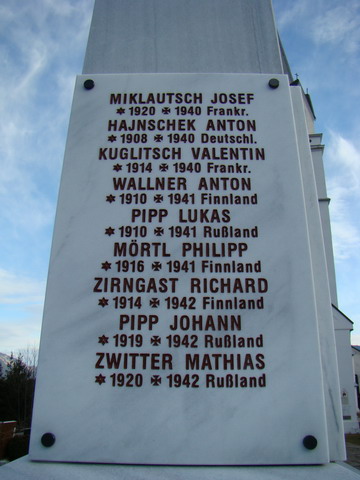 MIKLAUTSCH JOSEF
✶ 1920 ✠ 1940 Frankr.
HAJNSCHEK ANTON
✶ 1908 ✠ 1940 Deutschl.
KUGLITSCH VALENTIN
✶ 1914 ✠ 1940 Frankr.
WALLNER ANTON
✶ 1910 ✠ 1941 Finnland
PIPP LUKAS
✶ 1910 ✠ 1941 Rußland
MÖRTL PHILIPP
✶ 1916 ✠ 1941 Finnland
ZIRNGAST RICHARD
✶ 1914 ✠ 1942 Finnland
PIPP JOHANN
✶ 1919 ✠ 1942 Rußland
ZWITTER MATHIAS
✶ 1920 ✠ 1942 Rußland